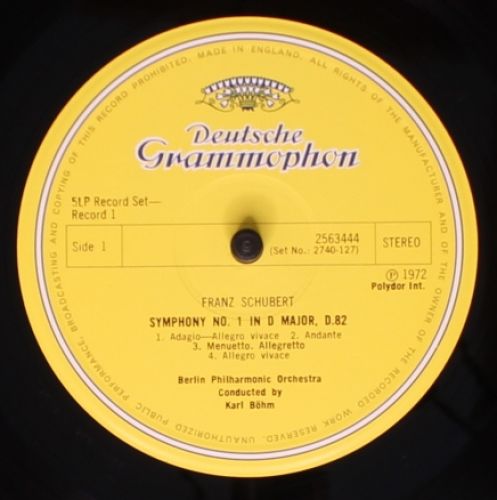 MADE IN ENGLAND. ALL RIGHTS OF THE MANUFACTURER AND OF THE OWNER OF THE RECORDED WORK RESERVED. UNAUTHORIZED PUBLIC PERFORMANCE, BROADCASTING AND COPYING OF THIS RECORD PROHIBITED.
Deutsche
Grammophon
5LP Record Set—
Record 1
Side 1
2563444
(Set No.: 2740-127)
STEREO
℗ 1972
Polydor Int.
FRANZ SCHUBERT
SYMPHONY NO. 1 IN D MAJOR, D.82
1. Adagio—Allegro vivace 2. Andante
3. Menuetto. Allegretto
4. Allegro vivace
Berlin Philharmonic Orchestra
Conducted by
Karl Böhm